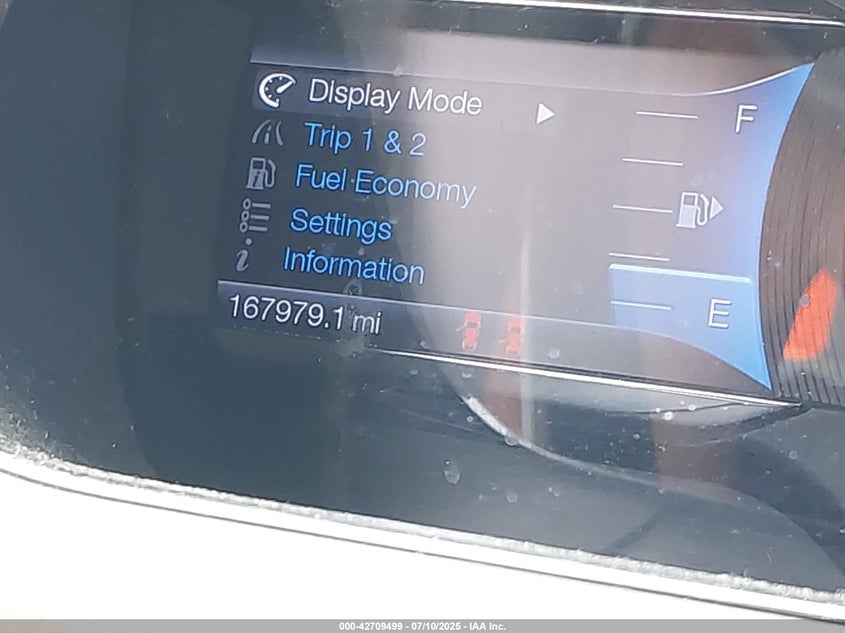 Display Mode
Trip 1 & 2
Fuel Economy
Settings
Information
167979.1 mi
F
E
000-42709499 - 07/10/2025 - IAA Inc.